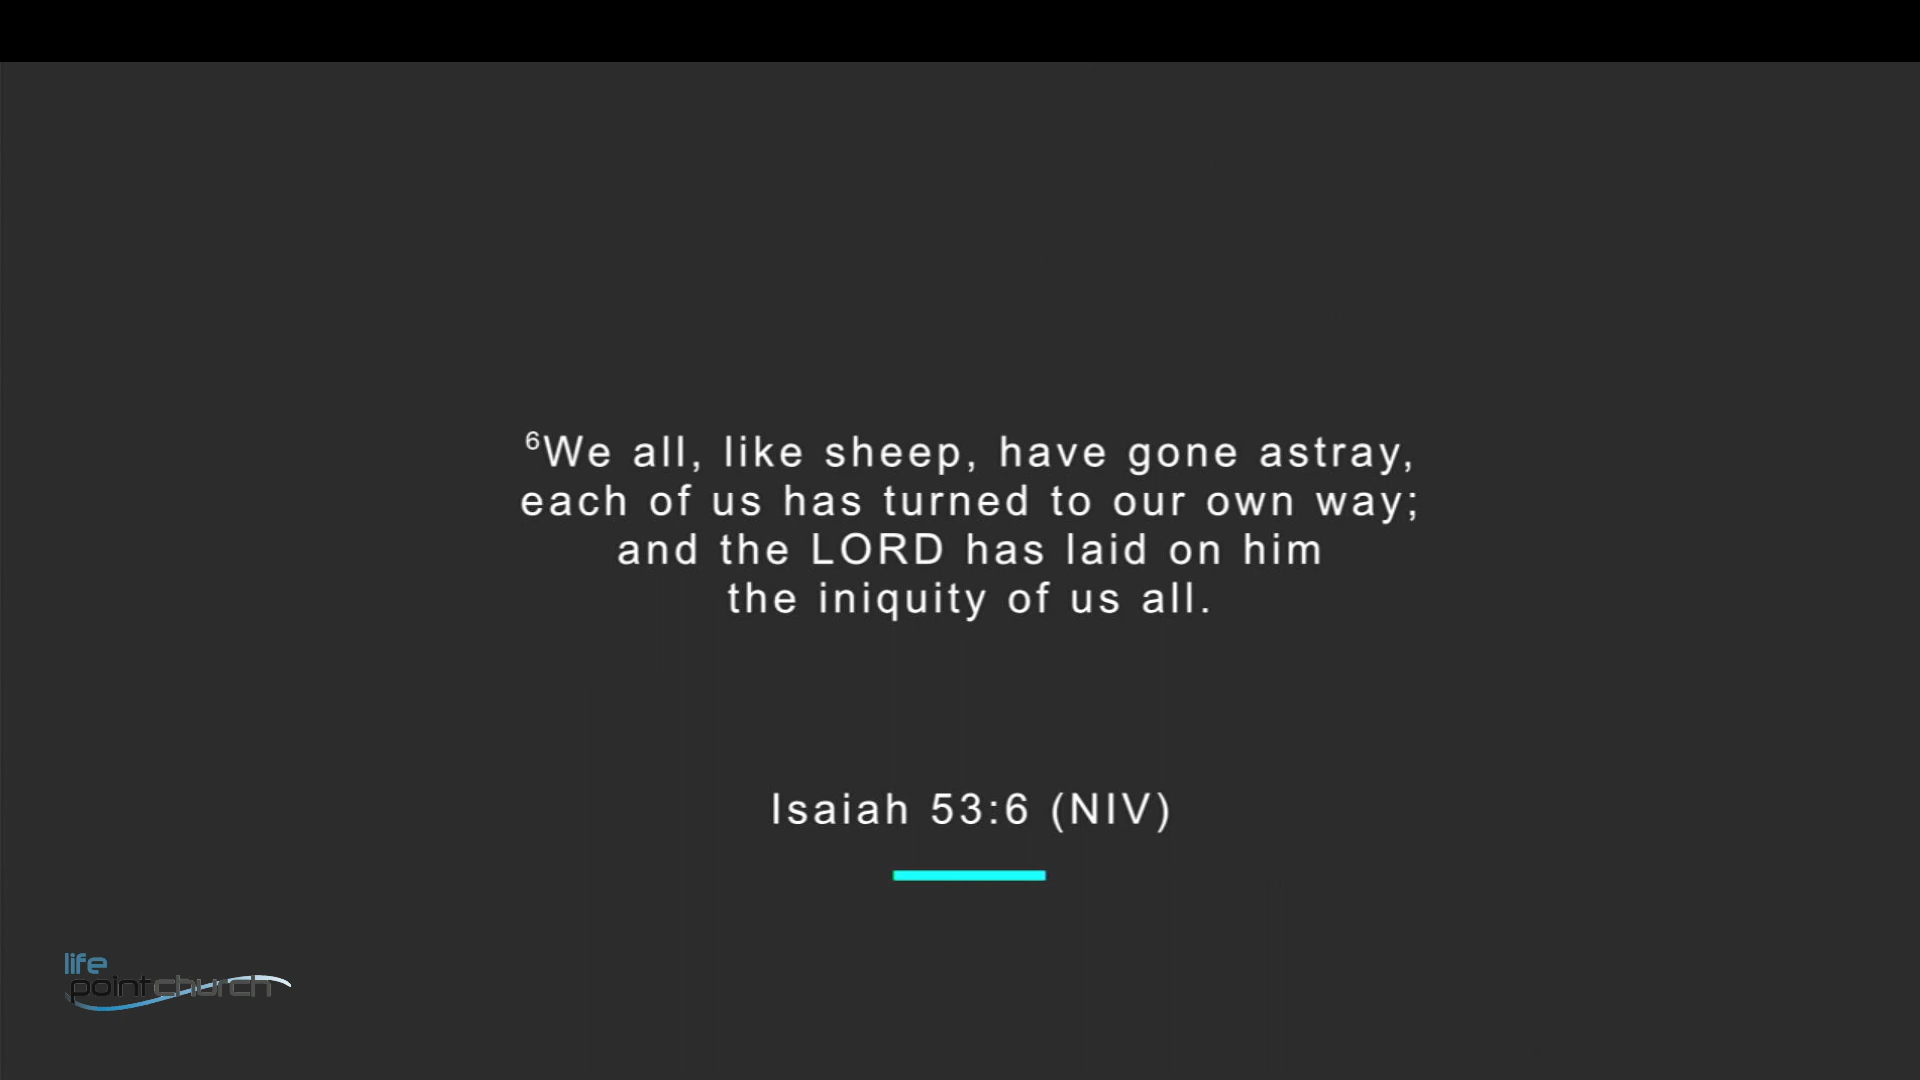 ⁶We all, like sheep, have gone astray,
each of us has turned to our own way;
and the LORD has laid on him
the iniquity of us all.
Isaiah 53:6 (NIV)
life
pointchurch